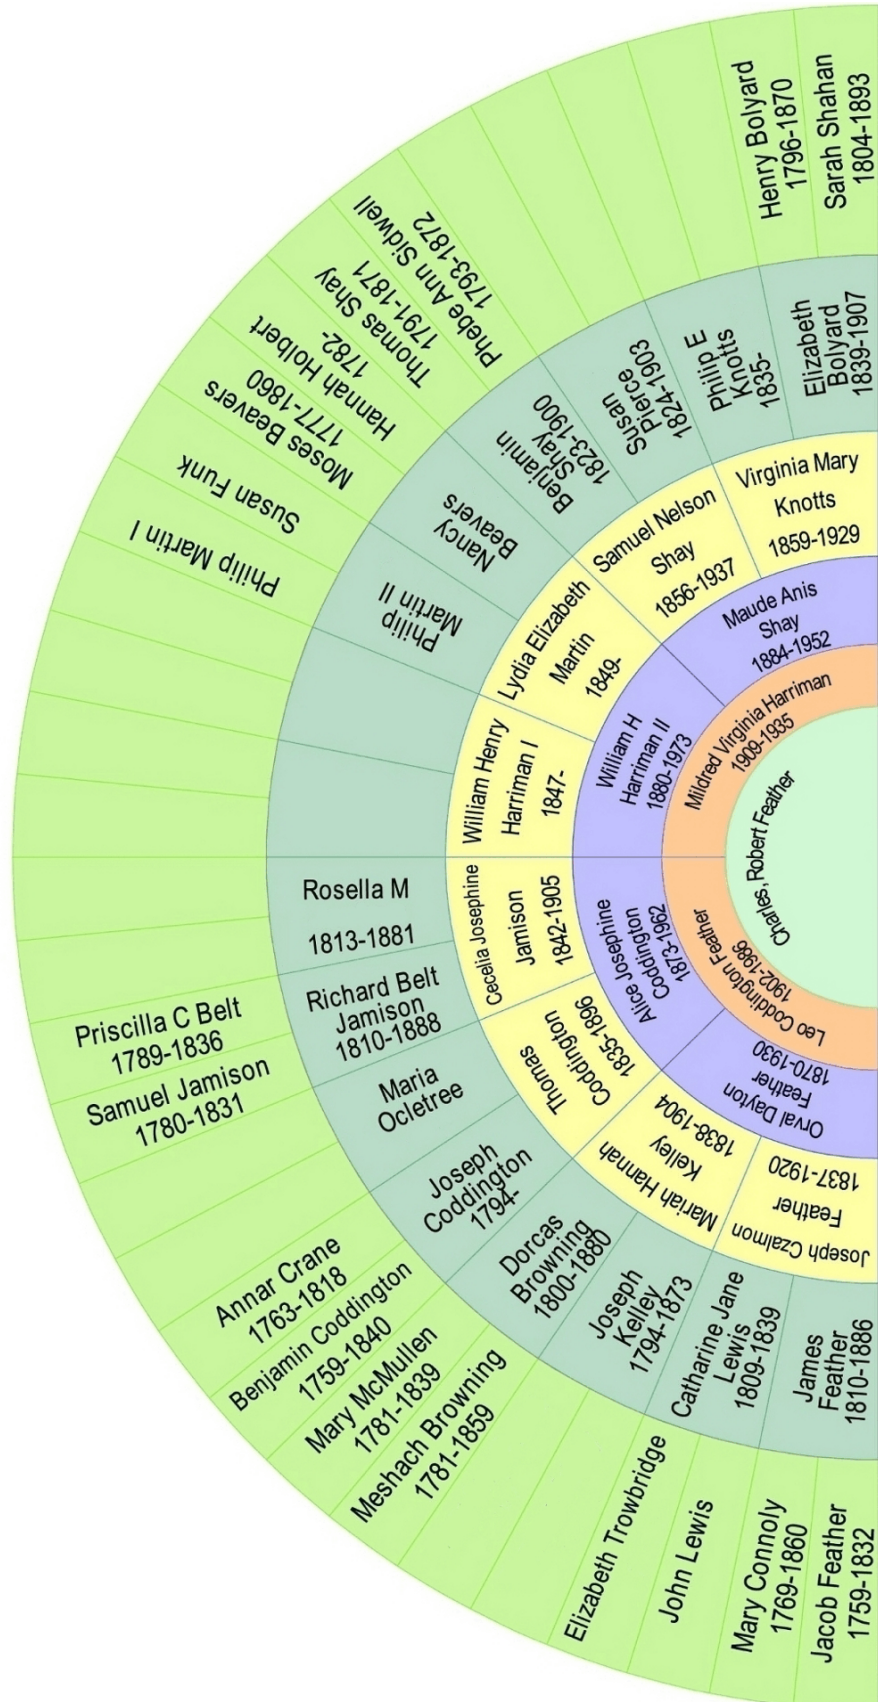 Charles, Robert Feather
Leo Coddington Feather
1902-1986
Mildred Virginia Harriman
1909-1935
Orval Dayton
Feather
1870-1930
Alice Josephine
Coddington
1873-1962
William H
Harriman II
1880-1973
Maude Anis
Shay
1884-1952
Joseph Czalmon
Feather
1837-1920
Mariah Hannah
Kelley
1838-1904
Thomas
Coddington
1835-1896
Cecelia Josephine
Jamison
1842-1905
William Henry
Harriman I
1847-
Lydia Elizabeth
Martin
1849-
Samuel Nelson
Shay
1856-1937
Virginia Mary
Knotts
1859-1929
James
Feather
1810-1886
Catharine Jane
Lewis
1809-1839
Joseph
Kelley
1794-1873
Dorcas
Browning
1800-1880
Joseph
Coddington
1794-
Maria
Ocletree
Richard Belt
Jamison
1810-1888
Rosella M
1813-1881
Philip
Martin II
Nancy
Beavers
Benjamin
Shay
1823-1900
Susan
Pierce
1824-1903
Philip E
Knotts
1835-
Elizabeth
Bolyard
1839-1907
Jacob Feather
1759-1832
Mary Connoly
1769-1860
John Lewis
Elizabeth Trowbridge
Meshach Browning
1781-1859
Mary McMullen
1781-1839
Benjamin Coddington
1759-1840
Annar Crane
1763-1818
Samuel Jamison
1780-1831
Priscilla C Belt
1789-1836
Philip Martin I
Susan Funk
Moses Beavers
1777-1860
Hannah Holbert
1782-
Thomas Shay
1791-1871
Phebe Ann Sidwell
1793-1872
Henry Bolyard
1796-1870
Sarah Shahan
1804-1893